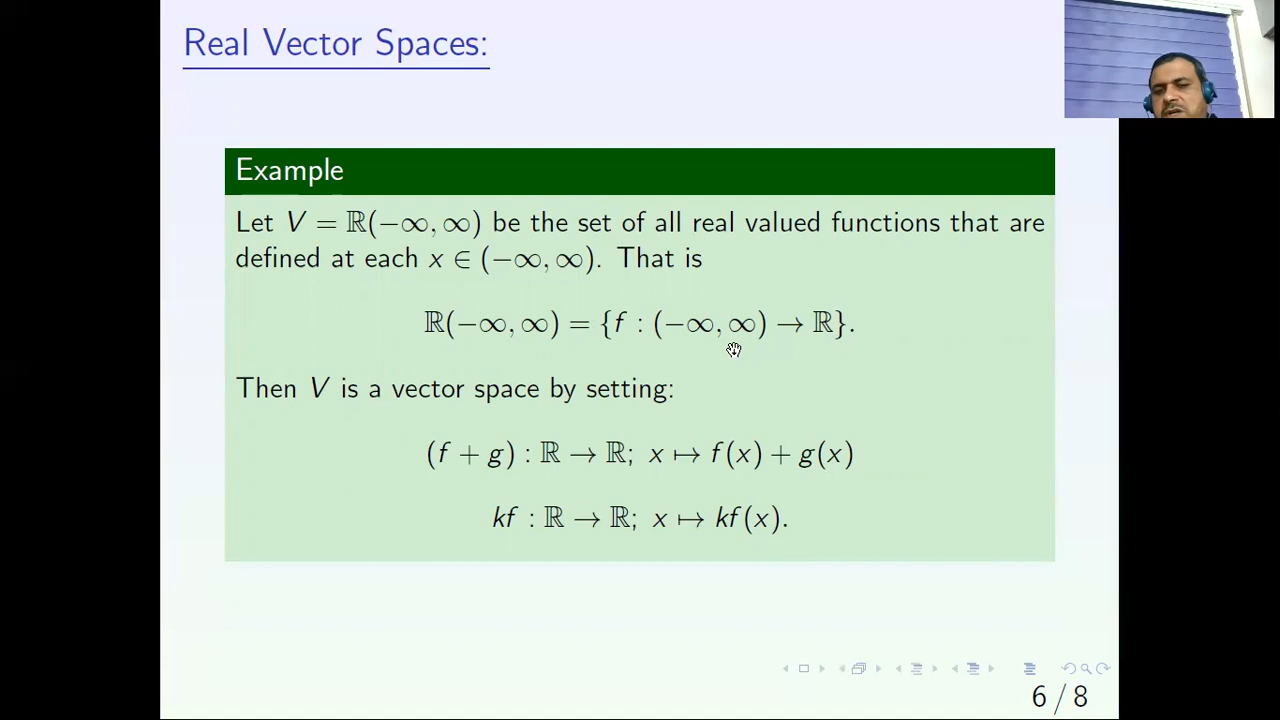 Real Vector Spaces:
Example
Let V = ℝ(−∞, ∞) be the set of all real valued functions that are
defined at each x ∈ (−∞, ∞). That is
ℝ(−∞, ∞) = {f : (−∞, ∞) → ℝ}.
Then V is a vector space by setting:
(f + g) : ℝ → ℝ; x ↦ f(x) + g(x)
kf : ℝ → ℝ; x ↦ kf(x).
6 / 8